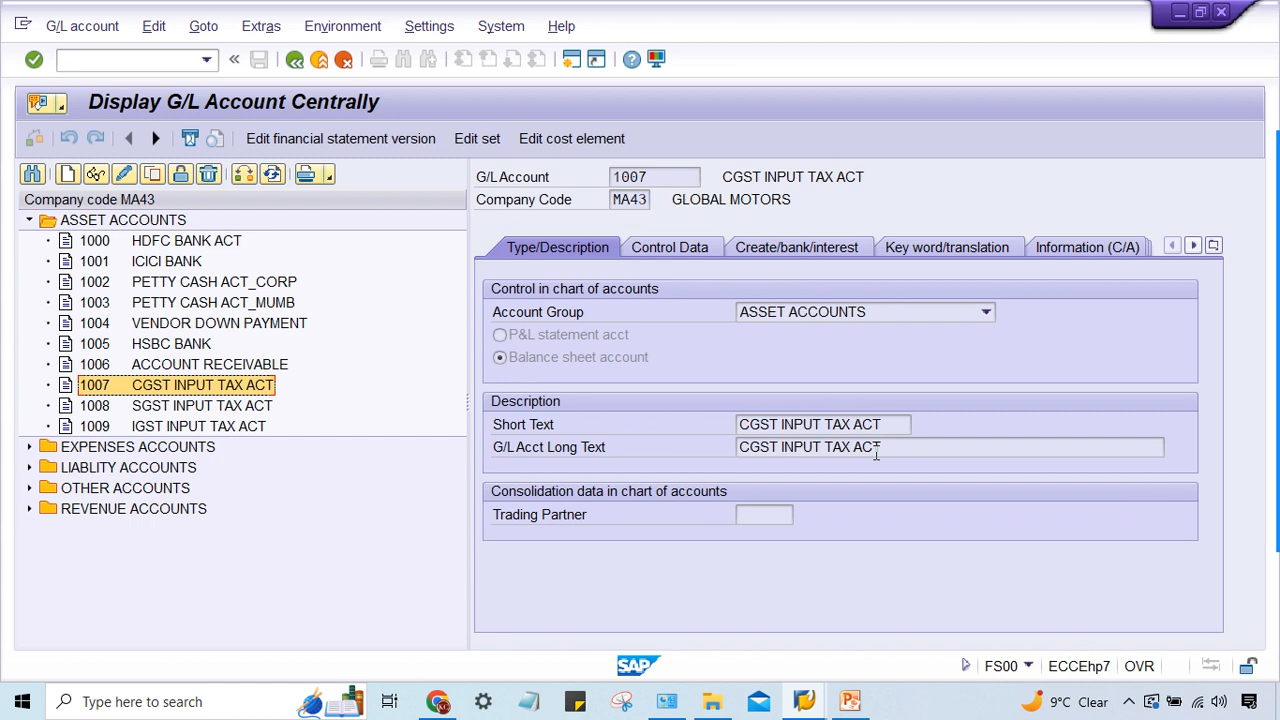 G/L account Edit Goto Extras Environment Settings System Help
Display G/L Account Centrally
Edit financial statement version Edit set Edit cost element
Company code MA43
ASSET ACCOUNTS
1000 HDFC BANK ACT
1001 ICICI BANK
1002 PETTY CASH ACT_CORP
1003 PETTY CASH ACT_MUMB
1004 VENDOR DOWN PAYMENT
1005 HSBC BANK
1006 ACCOUNT RECEIVABLE
1007 CGST INPUT TAX ACT
1008 SGST INPUT TAX ACT
1009 IGST INPUT TAX ACT
EXPENSES ACCOUNTS
LIABLITY ACCOUNTS
OTHER ACCOUNTS
REVENUE ACCOUNTS
G/L Account 1007 CGST INPUT TAX ACT
Company Code MA43 GLOBAL MOTORS
Type/Description Control Data Create/bank/interest Key word/translation Information (C/A)
Control in chart of accounts
Account Group ASSET ACCOUNTS
P&L statement acct
Balance sheet account
Description
Short Text CGST INPUT TAX ACT
G/L Acct Long Text CGST INPUT TAX ACT
Consolidation data in chart of accounts
Trading Partner
SAP FS00 ECCEhp7 OVR
Type here to search 9°C Clear